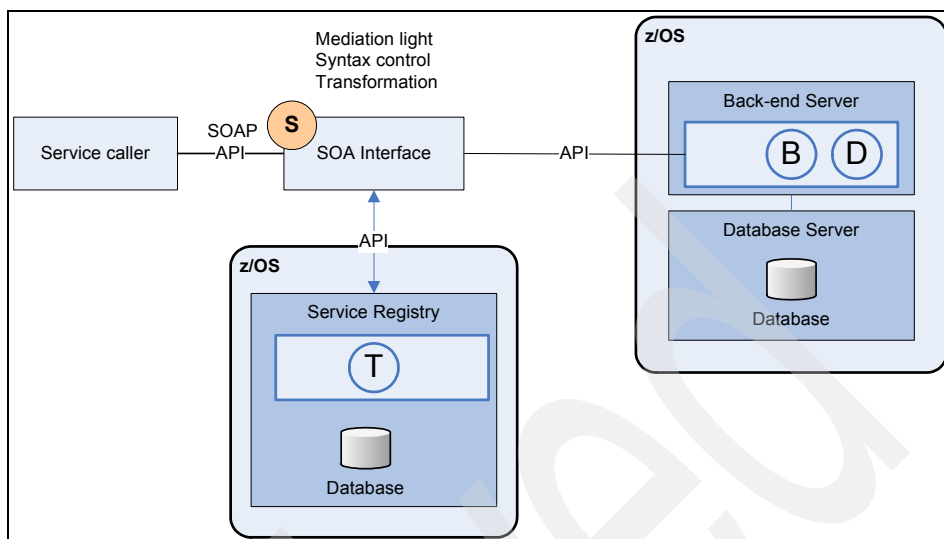 Mediation light
Syntax control
Transformation
z/OS
Back-end Server
B
D
Service caller
SOAP
API
S
SOA Interface
API
Database Server
Database
API
z/OS
Service Registry
T
Database